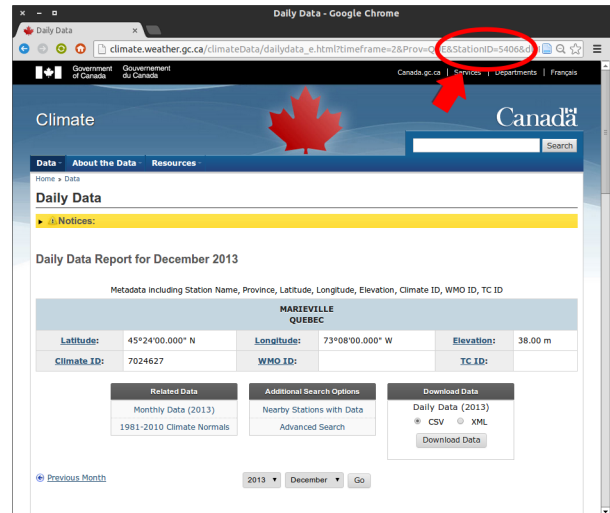 Daily Data - Google Chrome
Daily Data
climate.weather.gc.ca/climateData/dailydata_e.html?timeframe=2&Prov=QUE&StationID=5406&d
Government of Canada
Gouvernement du Canada
Canada.gc.ca | Services | Departments | Français
Climate
Canada
Search
Data About the Data Resources
Home > Data
Daily Data
Notices:
Daily Data Report for December 2013
Metadata including Station Name, Province, Latitude, Longitude, Elevation, Climate ID, WMO ID, TC ID
MARIEVILLE
QUEBEC
Latitude: 45°24'00.000" N Longitude: 73°08'00.000" W Elevation: 38.00 m
Climate ID: 7024627 WMO ID: TC ID:
Related Data
Monthly Data (2013)
1981-2010 Climate Normals
Additional Search Options
Nearby Stations with Data
Advanced Search
Download Data
Daily Data (2013)
CSV XML
Download Data
Previous Month
2013 December Go